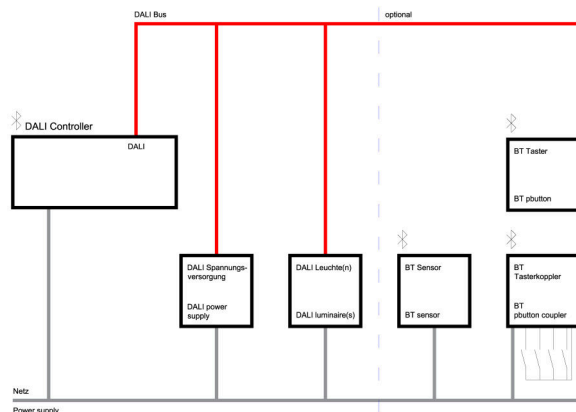 DALI Bus
optional
DALI Controller
DALI
BT Taster
BT pbutton
DALI Spannungs-
versorgung
DALI power
supply
DALI Leuchte(n)
DALI luminaire(s)
BT Sensor
BT sensor
BT
Tasterkoppler
BT
pbutton coupler
Netz
Power supply